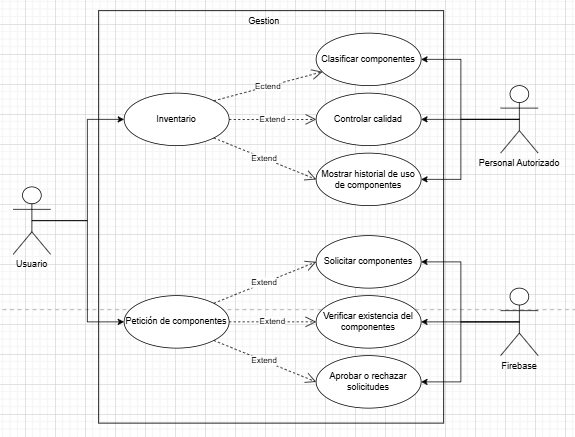 Gestion
Clasificar componentes
Ectend
Inventario
Extend
Controlar calidad
Extend
Mostrar historial de uso
de componentes
Personal Autorizado
Usuario
Solicitar componentes
Extend
Petición de componentes
Extend
Verificar existencia del
componentes
Extend
Aprobar o rechazar
solicitudes
Firebase